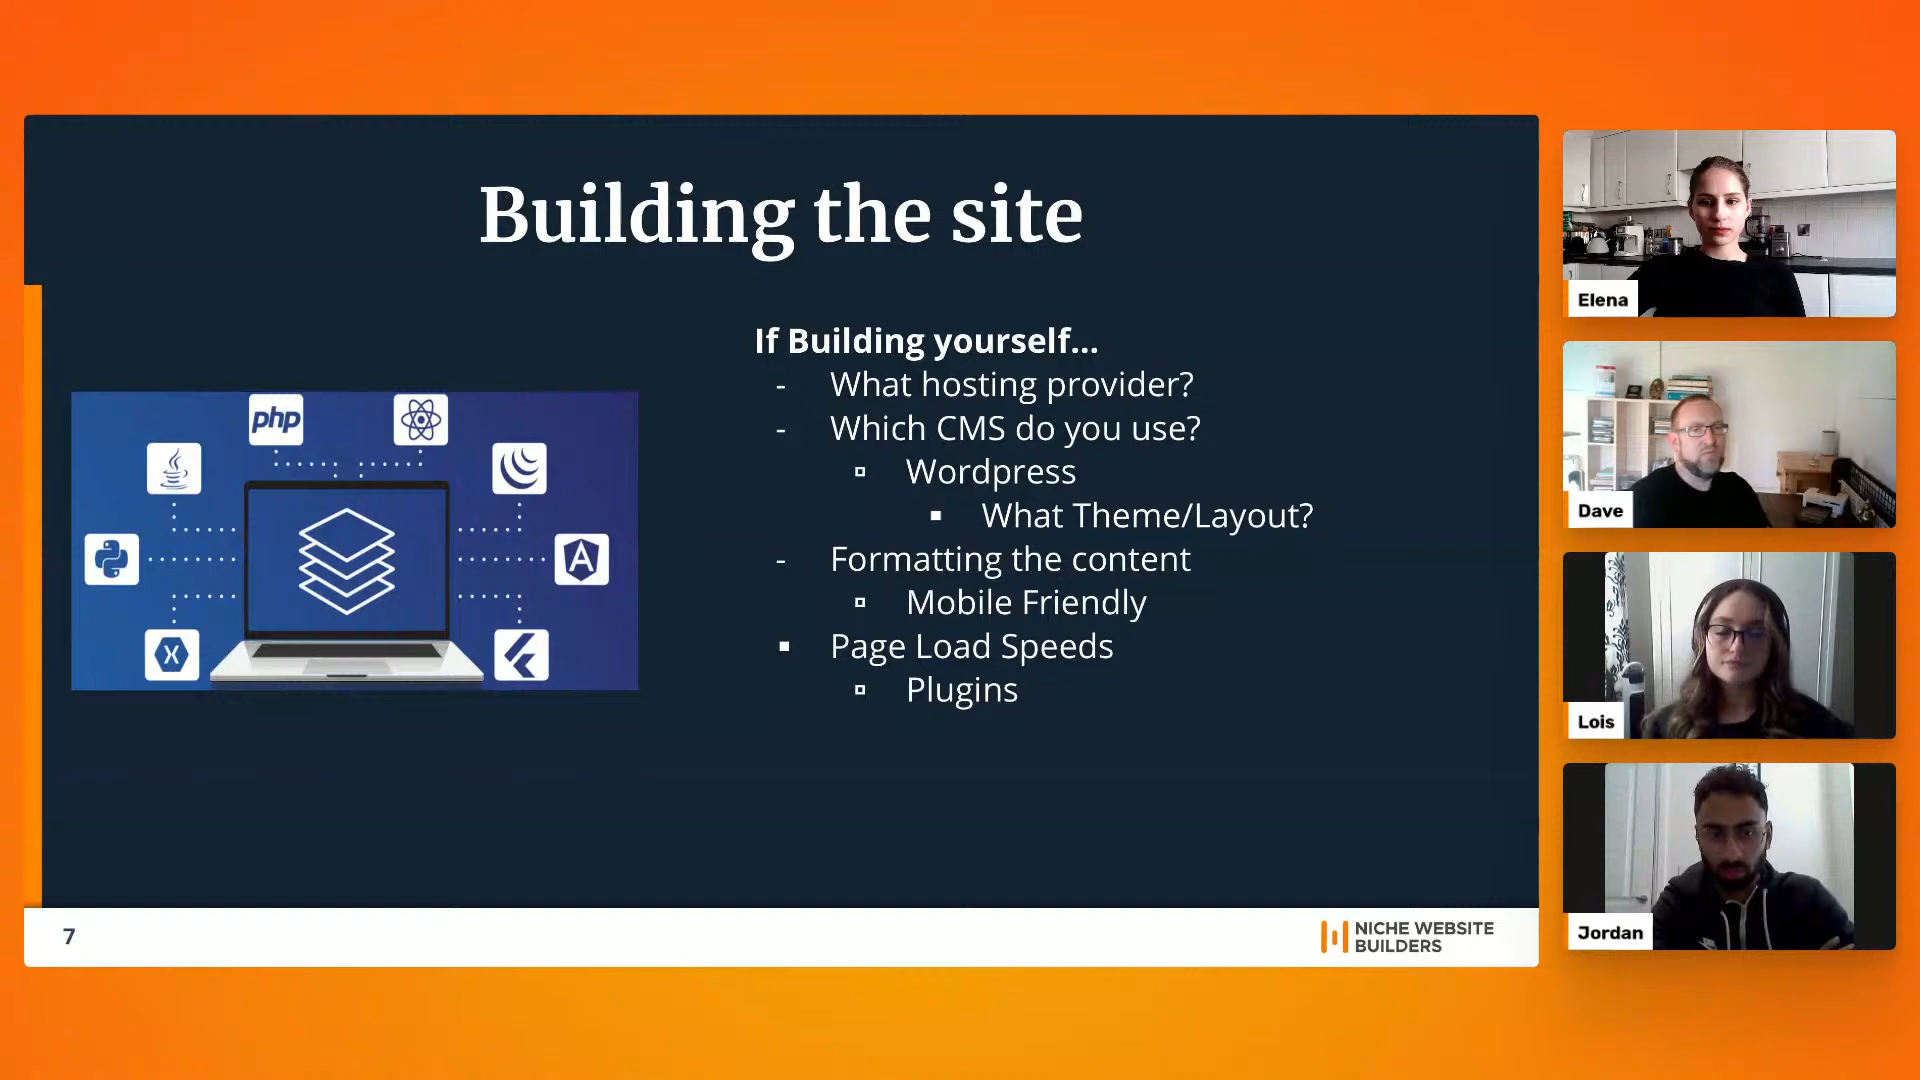 Building the site
If Building yourself...
- What hosting provider?
- Which CMS do you use?
▫ Wordpress
▪ What Theme/Layout?
- Formatting the content
▫ Mobile Friendly
▪ Page Load Speeds
▫ Plugins
php
A
X
7
NICHE WEBSITE
BUILDERS
Elena
Dave
Lois
Jordan